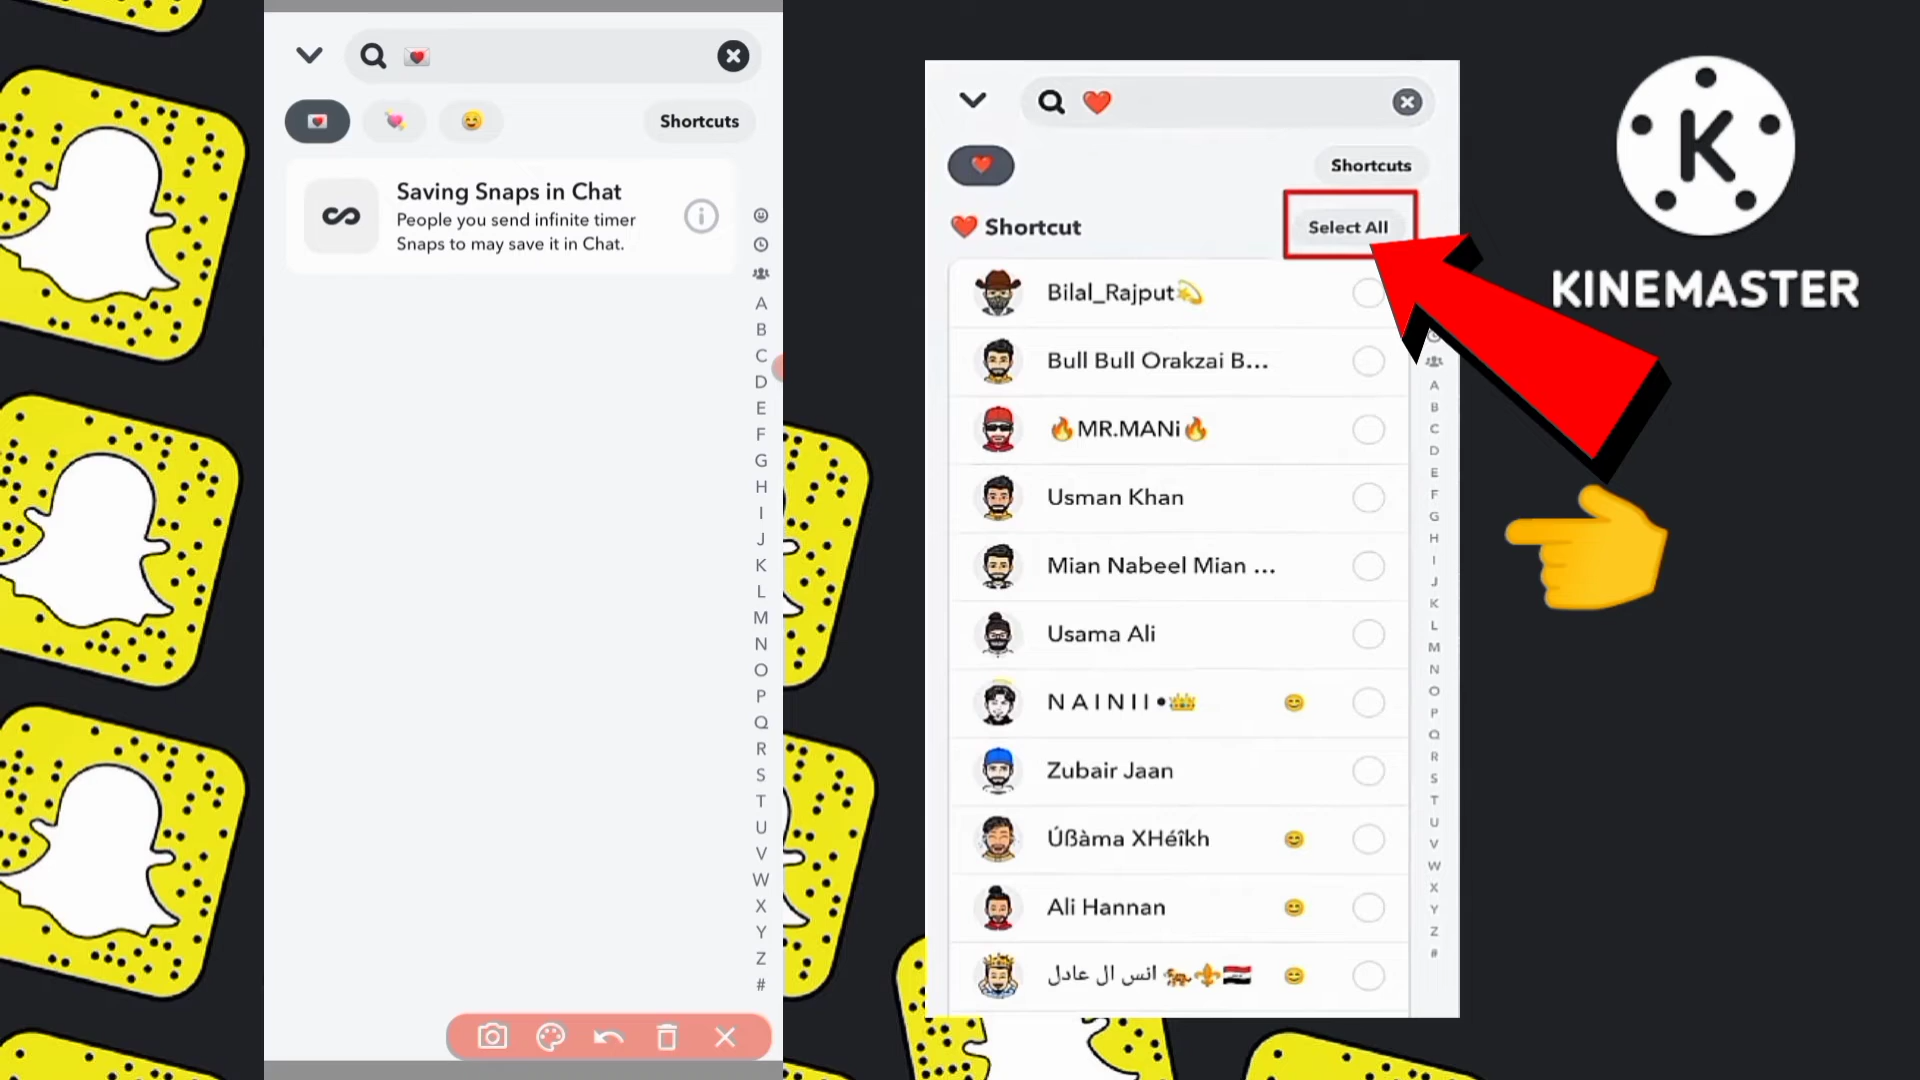 Shortcuts
Saving Snaps in Chat
People you send infinite timer
Snaps to may save it in Chat.
A
B
C
D
E
F
G
H
I
J
K
L
M
N
O
P
Q
R
S
T
U
V
W
X
Y
Z
#
Shortcuts
❤️ Shortcut
Select All
Bilal_Rajput💫
Bull Bull Orakzai B...
🔥MR.MANi🔥
Usman Khan
Mian Nabeel Mian ...
Usama Ali
N A I N I I •👑
Zubair Jaan
Úßàma XHéîkh
Ali Hannan
انس ال عادل 🐅⚜️🇮🇶
A
B
C
D
E
F
G
H
I
J
K
L
M
N
O
P
Q
R
S
T
U
V
W
X
Y
Z
#
K
KINEMASTER